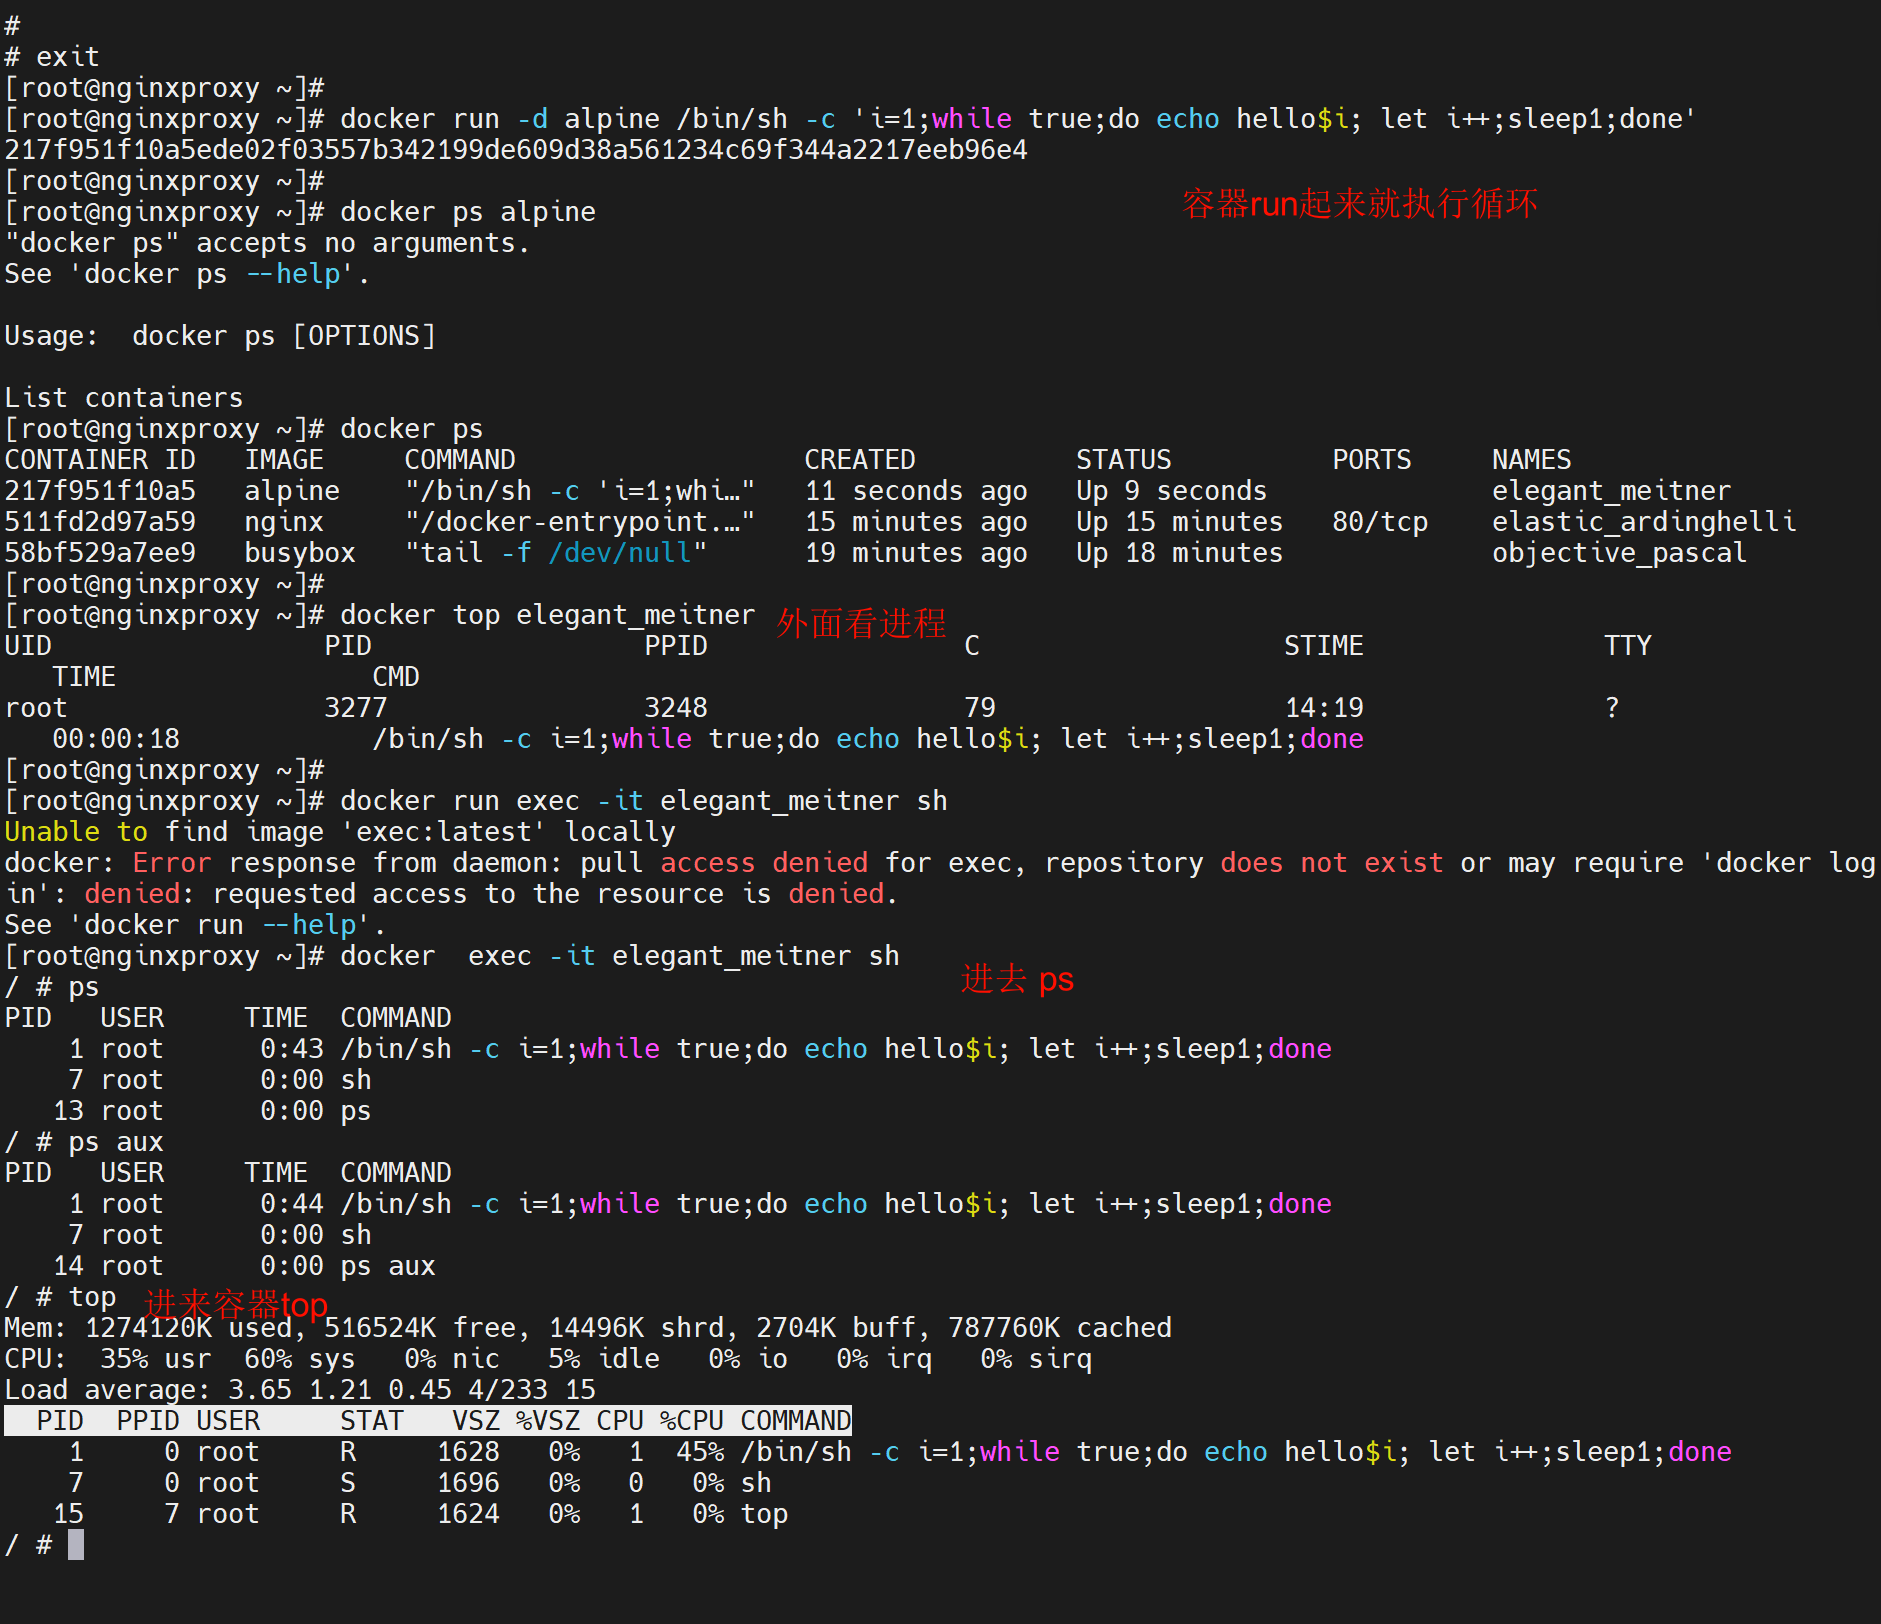 #
# exit
[root@nginxproxy ~]#
[root@nginxproxy ~]# docker run -d alpine /bin/sh -c 'i=1;while true;do echo hello$i; let i++;sleep1;done'
217f951f10a5ede02f03557b342199de609d38a561234c69f344a2217eeb96e4
[root@nginxproxy ~]#
容器run起来就执行循环
[root@nginxproxy ~]# docker ps alpine
"docker ps" accepts no arguments.
See 'docker ps --help'.
Usage:  docker ps [OPTIONS]
List containers
[root@nginxproxy ~]# docker ps
CONTAINER ID   IMAGE     COMMAND                  CREATED          STATUS          PORTS     NAMES
217f951f10a5   alpine    "/bin/sh -c 'i=1;whi…"   11 seconds ago   Up 9 seconds              elegant_meitner
511fd2d97a59   nginx     "/docker-entrypoint.…"   15 minutes ago   Up 15 minutes   80/tcp    elastic_ardinghelli
58bf529a7ee9   busybox   "tail -f /dev/null"      19 minutes ago   Up 18 minutes             objective_pascal
[root@nginxproxy ~]#
[root@nginxproxy ~]# docker top elegant_meitner 外面看进程
UID                 PID                 PPID                C                   STIME               TTY
   TIME                CMD
root                3277                3248                79                  14:19               ?
   00:00:18            /bin/sh -c i=1;while true;do echo hello$i; let i++;sleep1;done
[root@nginxproxy ~]#
[root@nginxproxy ~]# docker run exec -it elegant_meitner sh
Unable to find image 'exec:latest' locally
docker: Error response from daemon: pull access denied for exec, repository does not exist or may require 'docker log
in': denied: requested access to the resource is denied.
See 'docker run --help'.
[root@nginxproxy ~]# docker  exec -it elegant_meitner sh
进去 ps
/ # ps
PID   USER     TIME  COMMAND
    1 root      0:43 /bin/sh -c i=1;while true;do echo hello$i; let i++;sleep1;done
    7 root      0:00 sh
   13 root      0:00 ps
/ # ps aux
PID   USER     TIME  COMMAND
    1 root      0:44 /bin/sh -c i=1;while true;do echo hello$i; let i++;sleep1;done
    7 root      0:00 sh
   14 root      0:00 ps aux
/ # top 进来容器top
Mem: 1274120K used, 516524K free, 14496K shrd, 2704K buff, 787760K cached
CPU:  35% usr  60% sys   0% nic   5% idle   0% io   0% irq   0% sirq
Load average: 3.65 1.21 0.45 4/233 15
  PID  PPID USER     STAT   VSZ %VSZ CPU %CPU COMMAND
    1     0 root     R     1628   0%   1  45% /bin/sh -c i=1;while true;do echo hello$i; let i++;sleep1;done
    7     0 root     S     1696   0%   0   0% sh
   15     7 root     R     1624   0%   1   0% top
/ #